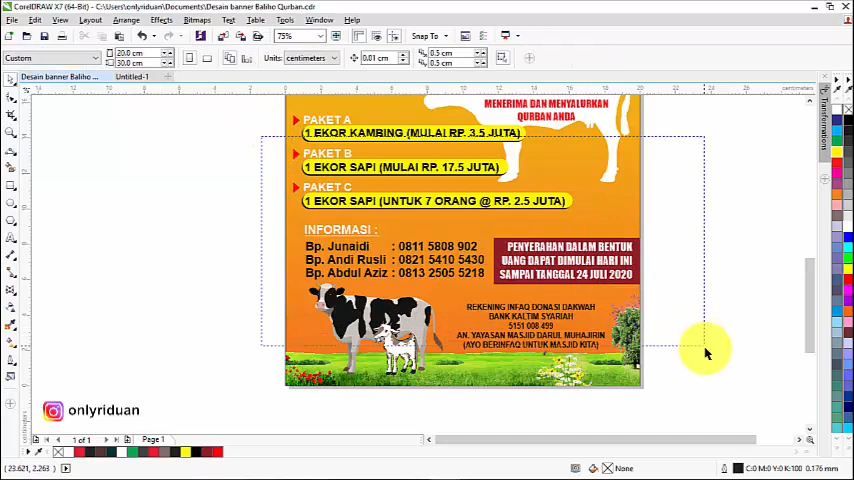 CorelDRAW X7 (64-Bit) - C:\Users\onlyriduan\Documents\Desain banner Baliho Qurban.cdr
File Edit View Layout Arrange Effects Bitmaps Text Table Tools Window Help
75% Snap To
Custom 20.0 cm 30.0 cm Units: centimeters 0.01 cm 0.5 cm 0.5 cm
Desain banner Baliho ... Untitled-1
centimeters
Transformations
MENERIMA DAN MENYALURKAN
QURBAN ANDA
PAKET A
1 EKOR KAMBING (MULAI RP. 3.5 JUTA)
PAKET B
1 EKOR SAPI (MULAI RP. 17.5 JUTA)
PAKET C
1 EKOR SAPI (UNTUK 7 ORANG @ RP. 2.5 JUTA)
INFORMASI :
Bp. Junaidi : 0811 5808 902
Bp. Andi Rusli : 0821 5410 5430
Bp. Abdul Aziz : 0813 2505 5218
PENYERAHAN DALAM BENTUK
UANG DAPAT DIMULAI HARI INI
SAMPAI TANGGAL 24 JULI 2020
REKENING INFAQ DONASI DAKWAH
BANK KALTIM SYARIAH
5151 008 499
AN. YAYASAN MASJID DARUL MUHAJIRIN
(AYO BERINFAQ UNTUK MASJID KITA)
onlyriduan
1 of 1 Page 1
(23.621, 2.263) None C:0 M:0 Y:0 K:100 0.176 mm